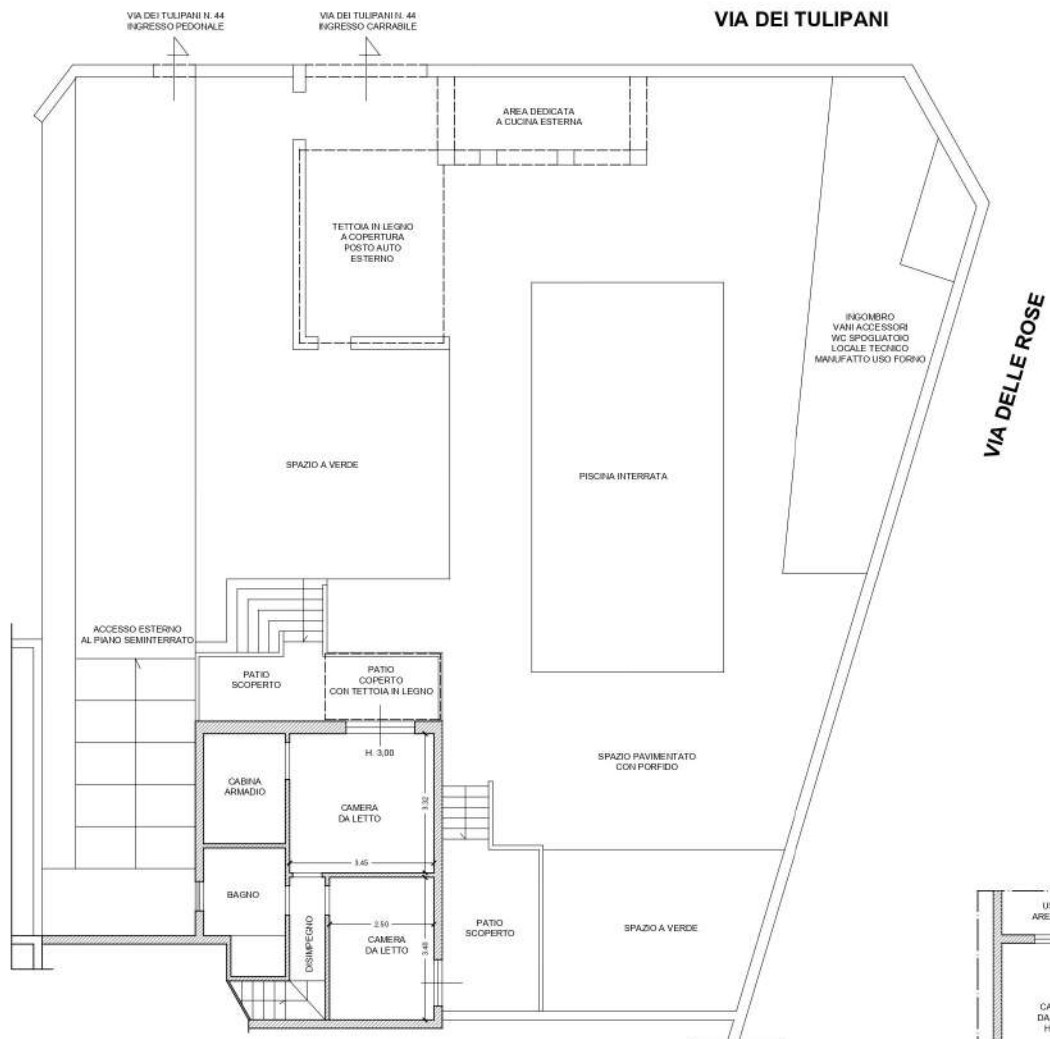 VIA DEI TULIPANI N. 44
INGRESSO PEDONALE
VIA DEI TULIPANI N. 44
INGRESSO CARRABILE
VIA DEI TULIPANI
AREA DEDICATA
A CUCINA ESTERNA
TETTOIA IN LEGNO
A COPERTURA
POSTO AUTO
ESTERNO
INGOMBRO
VANI ACCESSORI
WC SPOGLIATOIO
LOCALE TECNICO
MANUFATTO USO FORNO
VIA DELLE ROSE
SPAZIO A VERDE
PISCINA INTERRATA
ACCESSO ESTERNO
AL PIANO SEMINTERRATO
PATIO
SCOPERTO
PATIO
COPERTO
CON TETTOIA IN LEGNO
H. 3,00
SPAZIO PAVIMENTATO
CON PORFIDO
CABINA
ARMADIO
CAMERA
DA LETTO
3.32
3.45
BAGNO
DISIMPEGNO
2.50
CAMERA
DA LETTO
3.40
PATIO
SCOPERTO
SPAZIO A VERDE
U
ARE
CA
DA
H